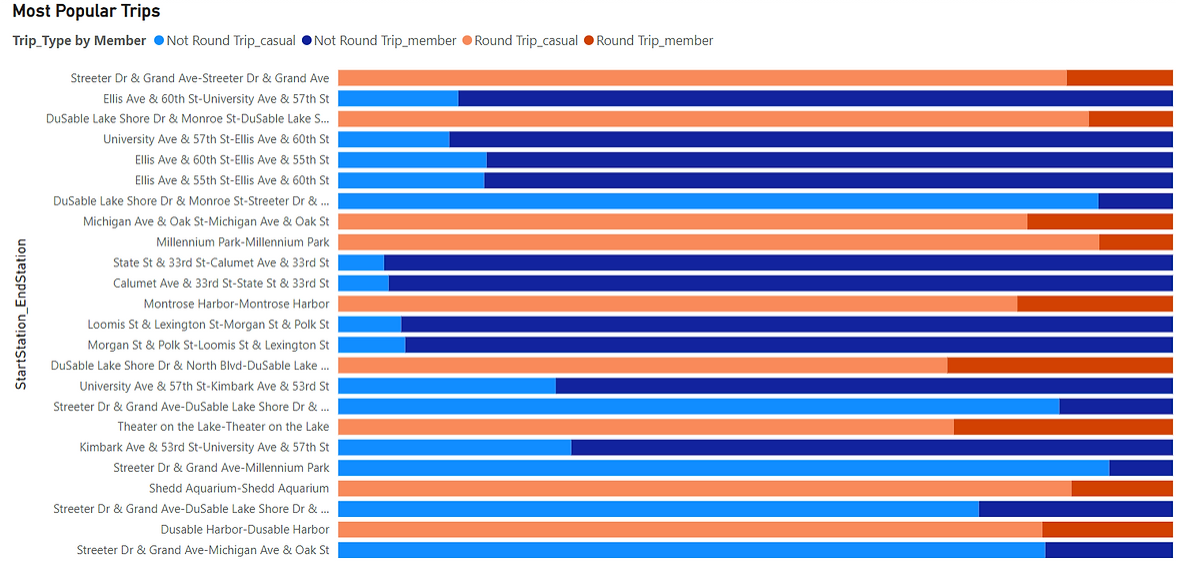 Most Popular Trips
Trip_Type by Member Not Round Trip_casual Not Round Trip_member Round Trip_casual Round Trip_member
StartStation_EndStation
Streeter Dr & Grand Ave-Streeter Dr & Grand Ave
Ellis Ave & 60th St-University Ave & 57th St
DuSable Lake Shore Dr & Monroe St-DuSable Lake S...
University Ave & 57th St-Ellis Ave & 60th St
Ellis Ave & 60th St-Ellis Ave & 55th St
Ellis Ave & 55th St-Ellis Ave & 60th St
DuSable Lake Shore Dr & Monroe St-Streeter Dr & ...
Michigan Ave & Oak St-Michigan Ave & Oak St
Millennium Park-Millennium Park
State St & 33rd St-Calumet Ave & 33rd St
Calumet Ave & 33rd St-State St & 33rd St
Montrose Harbor-Montrose Harbor
Loomis St & Lexington St-Morgan St & Polk St
Morgan St & Polk St-Loomis St & Lexington St
DuSable Lake Shore Dr & North Blvd-DuSable Lake ...
University Ave & 57th St-Kimbark Ave & 53rd St
Streeter Dr & Grand Ave-DuSable Lake Shore Dr & ...
Theater on the Lake-Theater on the Lake
Kimbark Ave & 53rd St-University Ave & 57th St
Streeter Dr & Grand Ave-Millennium Park
Shedd Aquarium-Shedd Aquarium
Streeter Dr & Grand Ave-DuSable Lake Shore Dr & ...
Dusable Harbor-Dusable Harbor
Streeter Dr & Grand Ave-Michigan Ave & Oak St